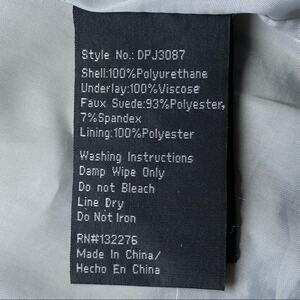 Style No.: DPJ3087
Shell:100%Polyurethane
Underlay:100%Viscose
Faux Suede:93%Polyester,
7%Spandex
Lining:100%Polyester
Washing Instructions
Damp Wipe Only
Do not Bleach
Line Dry
Do Not Iron
RN#132276
Made In China/
Hecho En China